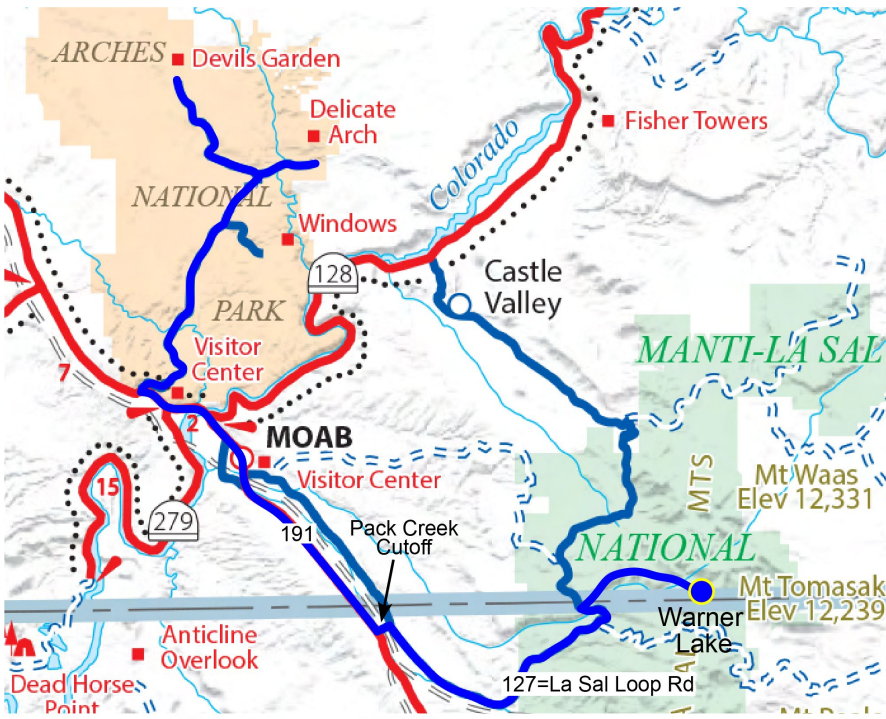 ARCHES
Devils Garden
Delicate
Arch
Fisher Towers
Colorado
NATIONAL
Windows
128
Castle
Valley
PARK
MANTI-LA SAL
Visitor
Center
7
2
MOAB
Visitor Center
MTS
Mt Waas
Elev 12,331
15
279
191
Pack Creek
Cutoff
NATIONAL
Mt Tomasak
Elev 12,239
Warner
Lake
Anticline
Overlook
Dead Horse
Point
127=La Sal Loop Rd